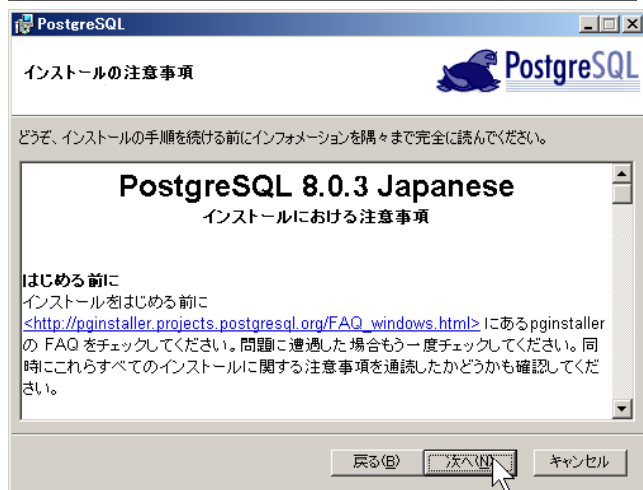 PostgreSQL
インストールの注意事項
PostgreSQL
どうぞ、インストールの手順を続ける前にインフォメーションを隅々まで完全に読んでください。
PostgreSQL 8.0.3 Japanese
インストールにおける注意事項
はじめる前に
インストールをはじめる前に
<http://pginstaller.projects.postgresql.org/FAQ_windows.html> にあるpginstaller
の FAQ をチェックしてください。問題に遭遇した場合もう一度チェックしてください。同
時にこれらすべてのインストールに関する注意事項を通読したかどうかも確認してくだ
さい。
戻る(B)
次へ(N)
キャンセル